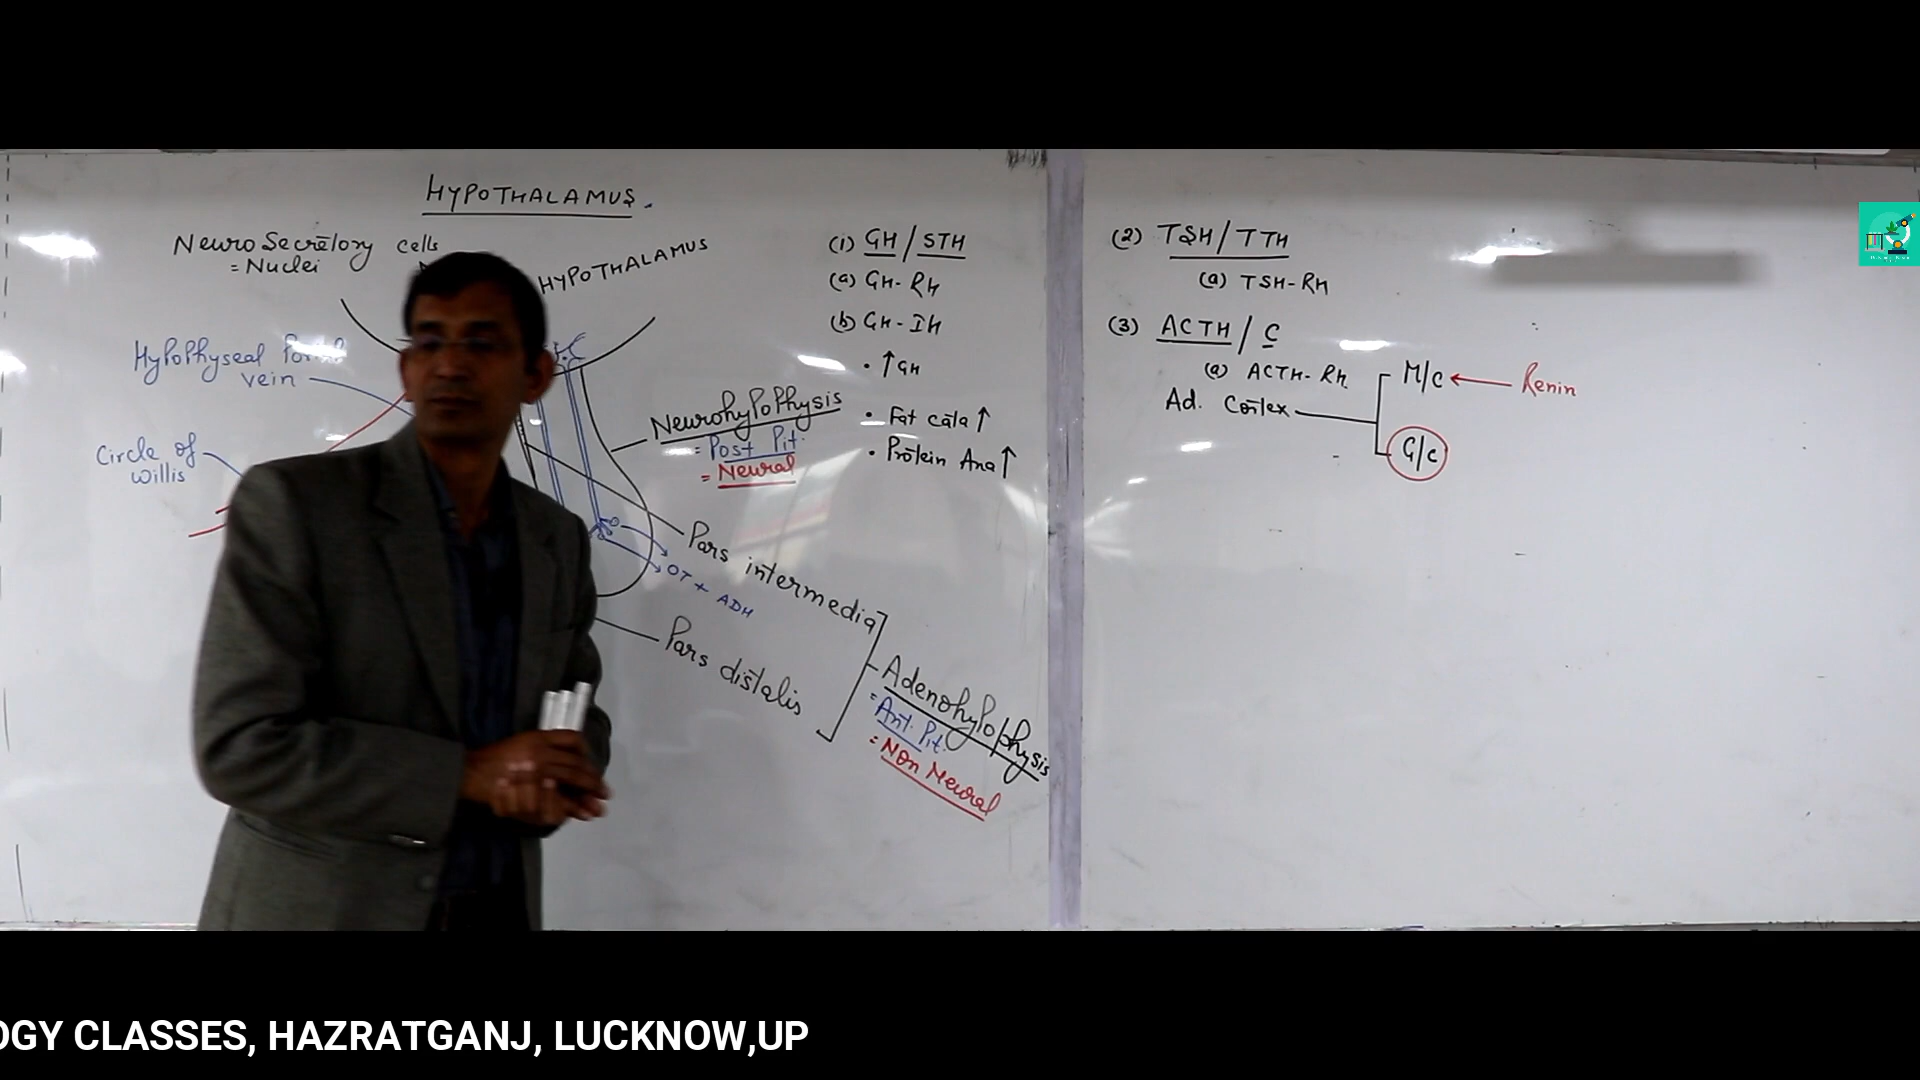 HYPOTHALAMUS
NeuroSecretory cells
= Nuclei
HYPOTHALAMUS
Hypophyseal Portal
vein
Circle of
willis
Neurohypophysis
= Post Pit.
= Neural
Pars intermedia
OT + ADH
Pars distalis
Adenohypophysis
= Ant. Pit.
= Non Neural
(1) GH / STH
(a) GH-RH
(b) GH-IH
• ↑ GH
• Fat cata ↑
• Protein Ana ↑
(2) TSH / TTH
(a) TSH-RH
(3) ACTH / C
(a) ACTH-RH
Ad. Cortex
M/C ← Renin
G/C
OGY CLASSES, HAZRATGANJ, LUCKNOW,UP